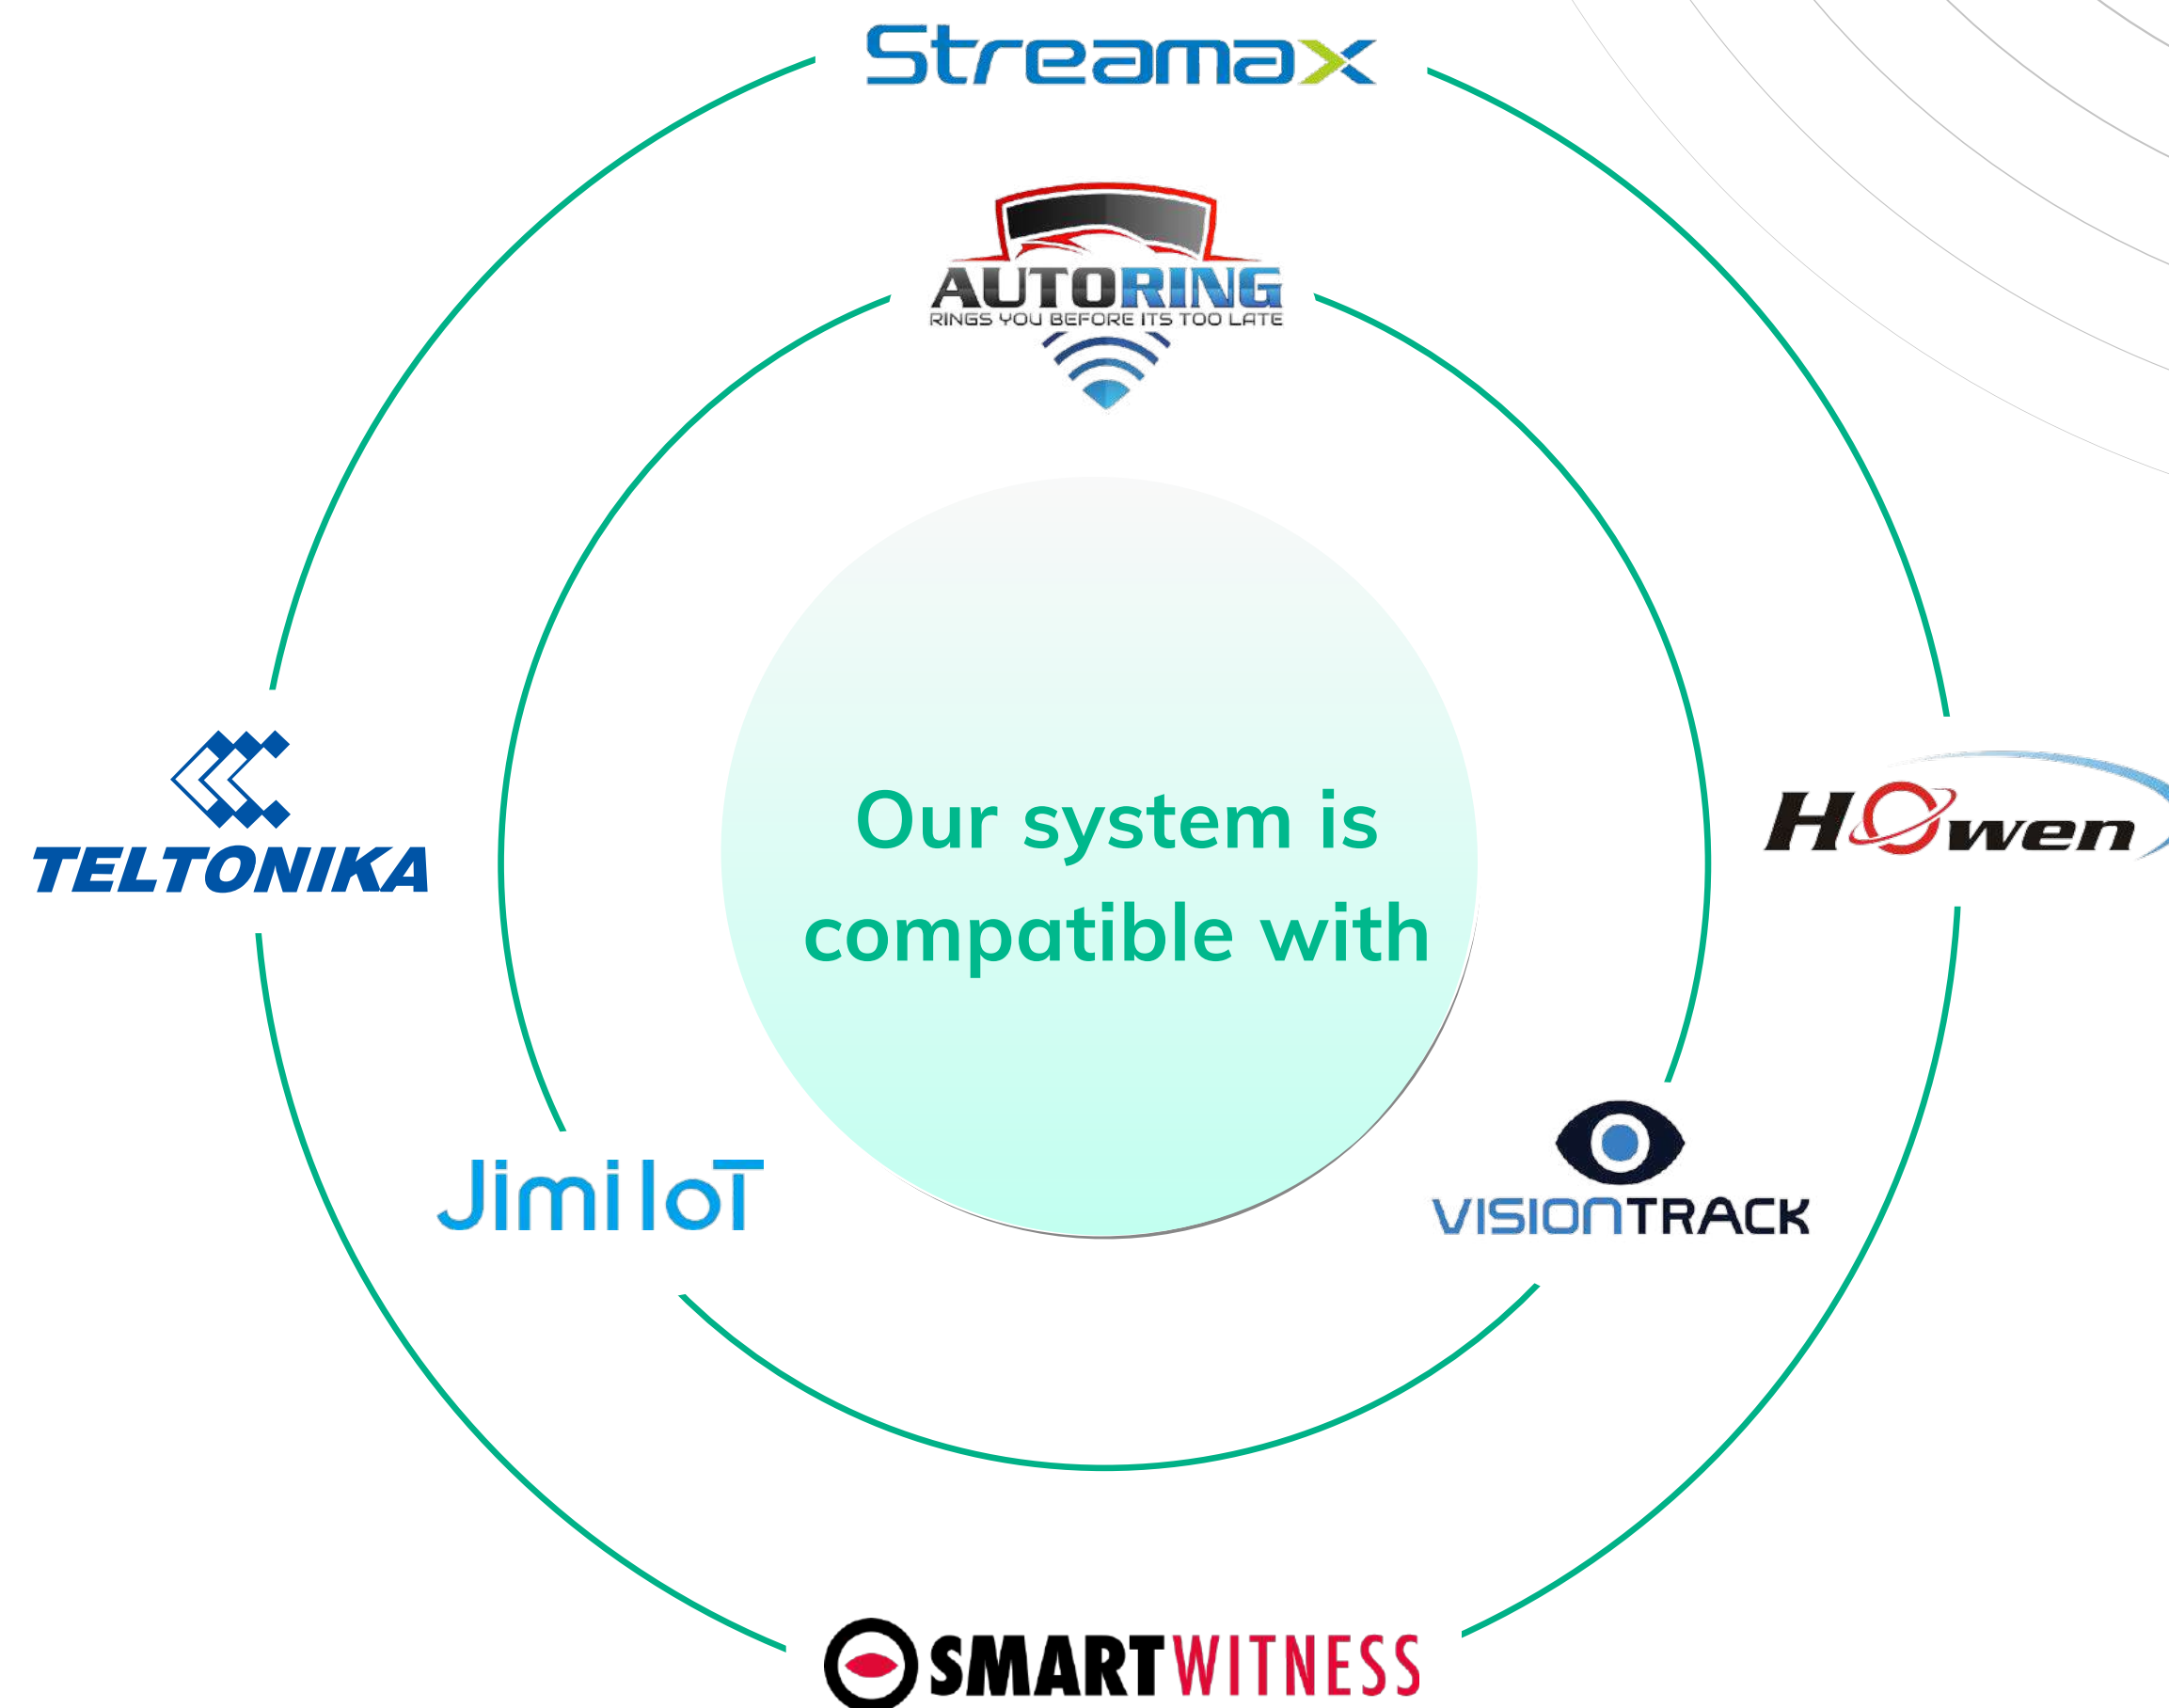 Streamax
AUTORING
RINGS YOU BEFORE ITS TOO LATE
Our system is
compatible with
TELTONIKA
HOwen
Jimi IoT
VISIONTRACK
SMARTWITNESS